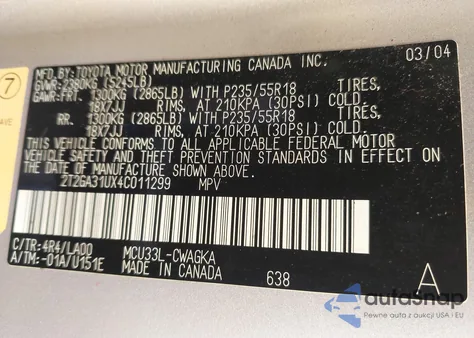 MFD.BY:TOYOTA MOTOR MANUFACTURING CANADA INC. 03/04
GVWR:2380KG (5245LB)
GAWR:FRT. 1300KG (2865LB) WITH P235/55R18 TIRES,
18X7JJ RIMS, AT 210KPA (30PSI) COLD.
RR. 1300KG (2865LB) WITH P235/55R18 TIRES,
18X7JJ RIMS, AT 210KPA (30PSI) COLD.
THIS VEHICLE CONFORMS TO ALL APPLICABLE FEDERAL MOTOR
VEHICLE SAFETY AND THEFT PREVENTION STANDARDS IN EFFECT
ON THE DATE OF MANUFACTURE SHOWN ABOVE.
2T2GA31UX4C011299 MPV
C/TR:4R4/LA00 MCU33L-CWAGKA
A/TM:-01A/U151E MADE IN CANADA 638 A
7
AVE
autosnap
Pewne auta z aukcji USA i EU